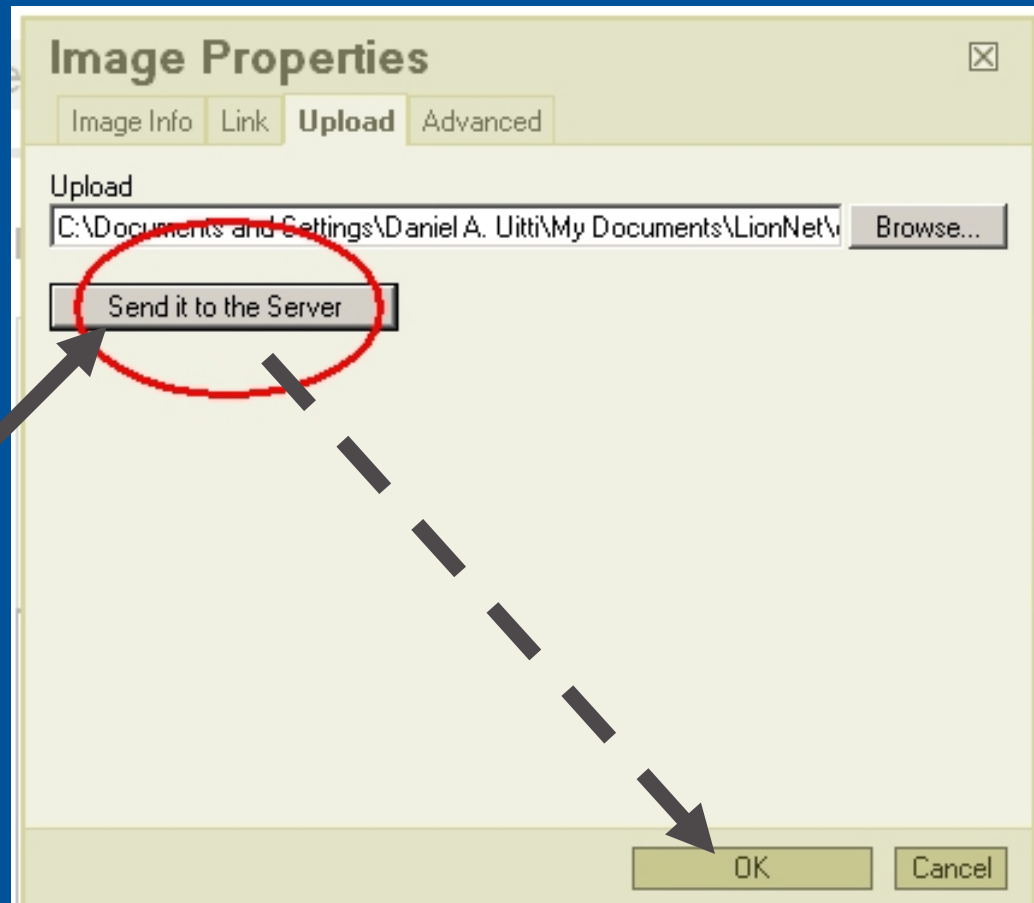 Image Properties
Image Info Link Upload Advanced
Upload
C:\Documents and Settings\Daniel A. Uitti\My Documents\LionNet\ Browse...
Send it to the Server
OK Cancel